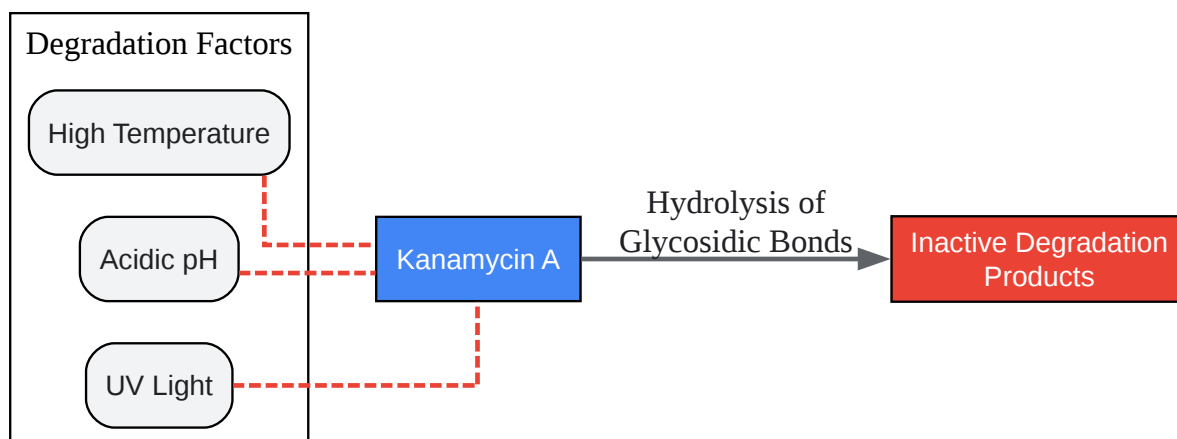 Degradation Factors
High Temperature
Acidic pH
UV Light
Kanamycin A
Hydrolysis of
Glycosidic Bonds
Inactive Degradation
Products